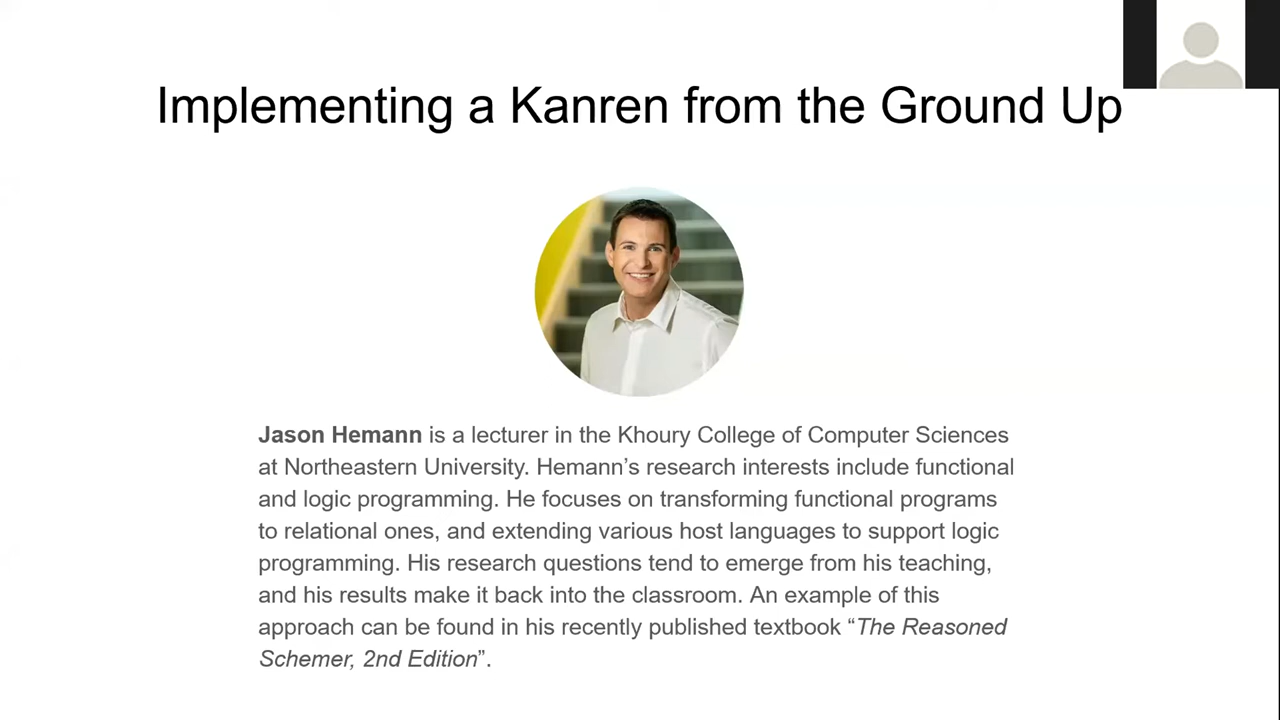 Implementing a Kanren from the Ground Up
Jason Hemann is a lecturer in the Khoury College of Computer Sciences
at Northeastern University. Hemann’s research interests include functional
and logic programming. He focuses on transforming functional programs
to relational ones, and extending various host languages to support logic
programming. His research questions tend to emerge from his teaching,
and his results make it back into the classroom. An example of this
approach can be found in his recently published textbook “The Reasoned
Schemer, 2nd Edition”.